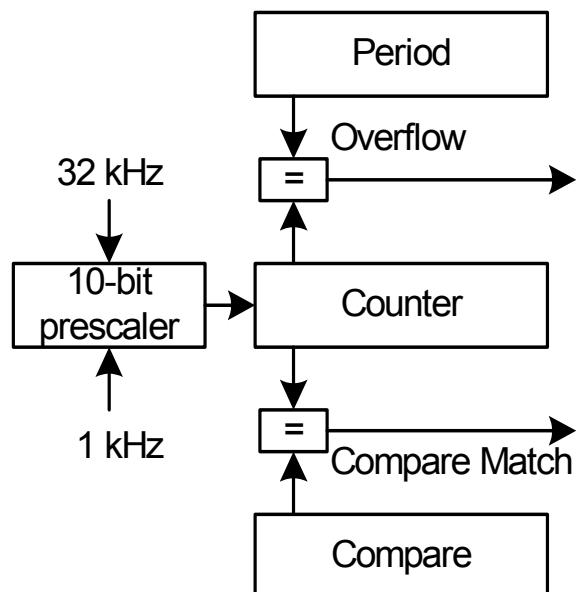 Period
Overflow
=
32 kHz
10-bit
prescaler
Counter
1 kHz
=
Compare Match
Compare